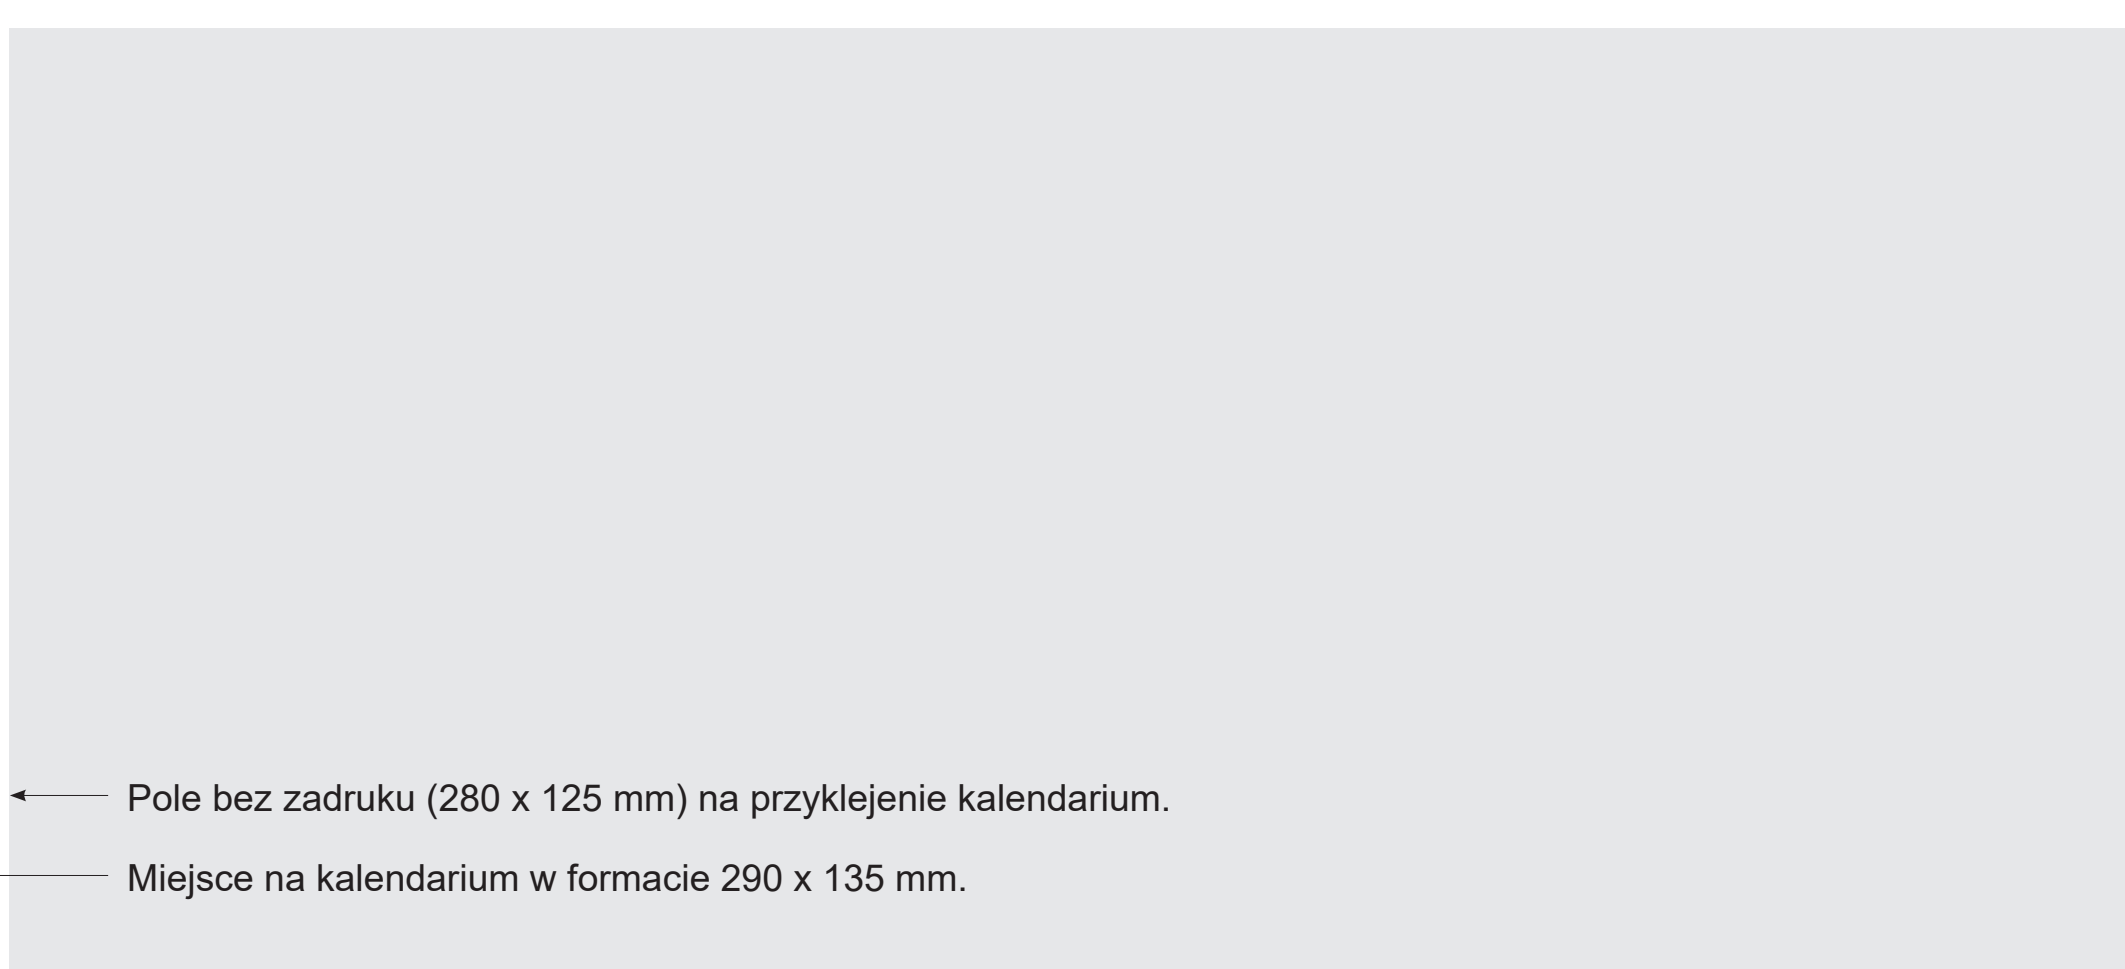 Pole bez zadruku (280 x 125 mm) na przyklejenie kalendarium.
Miejsce na kalendarium w formacie 290 x 135 mm.